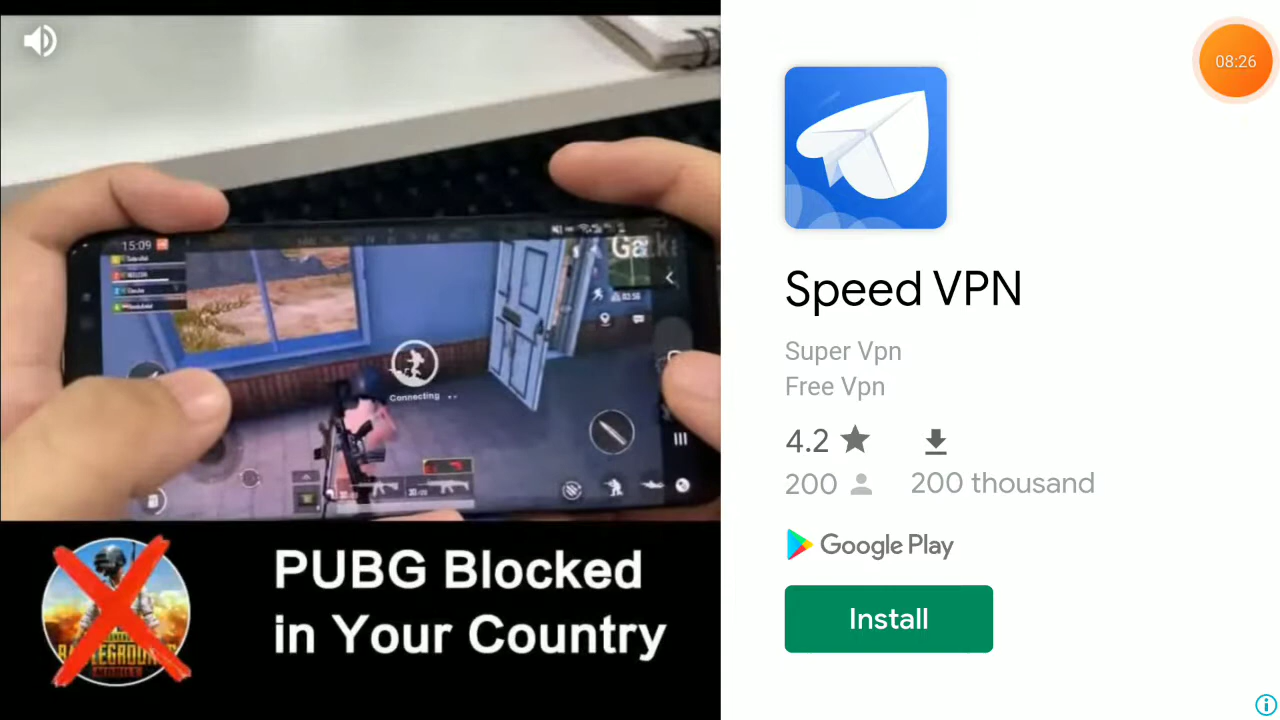 15:09
Connecting ..
PUBG Blocked
in Your Country
08:26
Speed VPN
Super Vpn
Free Vpn
4.2
200
200 thousand
Google Play
Install